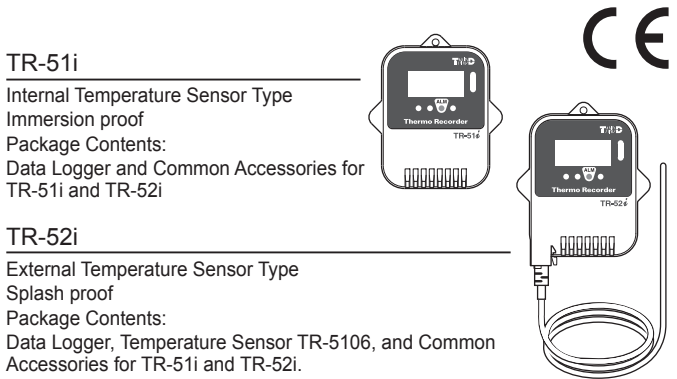 TR-51i
Internal Temperature Sensor Type
Immersion proof
Package Contents:
Data Logger and Common Accessories for
TR-51i and TR-52i
T&D
ALM
Thermo Recorder
TR-51i
CE
TR-52i
External Temperature Sensor Type
Splash proof
Package Contents:
Data Logger, Temperature Sensor TR-5106, and Common
Accessories for TR-51i and TR-52i.
T&D
ALM
Thermo Recorder
TR-52i